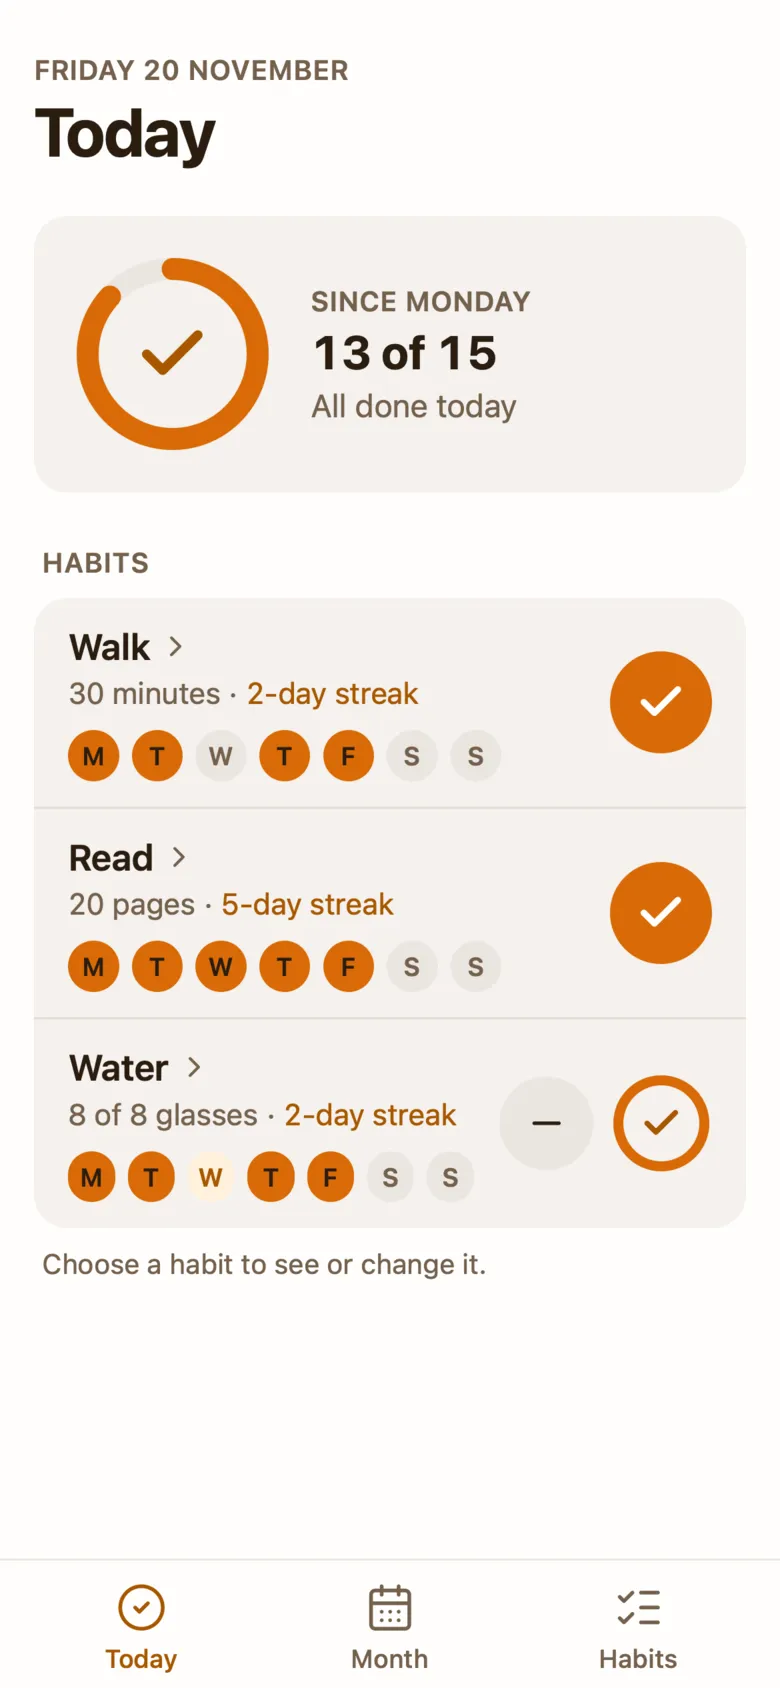 FRIDAY 20 NOVEMBER
Today
SINCE MONDAY
13 of 15
All done today
HABITS
Walk
30 minutes · 2-day streak
M T W T F S S
Read
20 pages · 5-day streak
M T W T F S S
Water
8 of 8 glasses · 2-day streak
M T W T F S S
Choose a habit to see or change it.
Today Month Habits